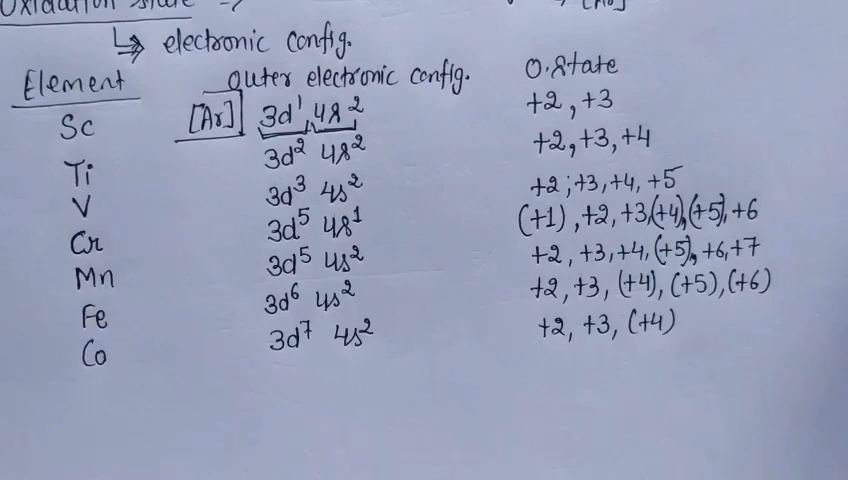 Oxidation state →
↳ electronic config.
Element outer electronic config. O.State
Sc [Ar] 3d¹ 4s² +2, +3
Ti 3d² 4s² +2, +3, +4
V 3d³ 4s² +2, +3, +4, +5
Cr 3d⁵ 4s¹ (+1), +2, +3, (+4), (+5), +6
Mn 3d⁵ 4s² +2, +3, +4, (+5), +6, +7
Fe 3d⁶ 4s² +2, +3, (+4), (+5), (+6)
Co 3d⁷ 4s² +2, +3, (+4)